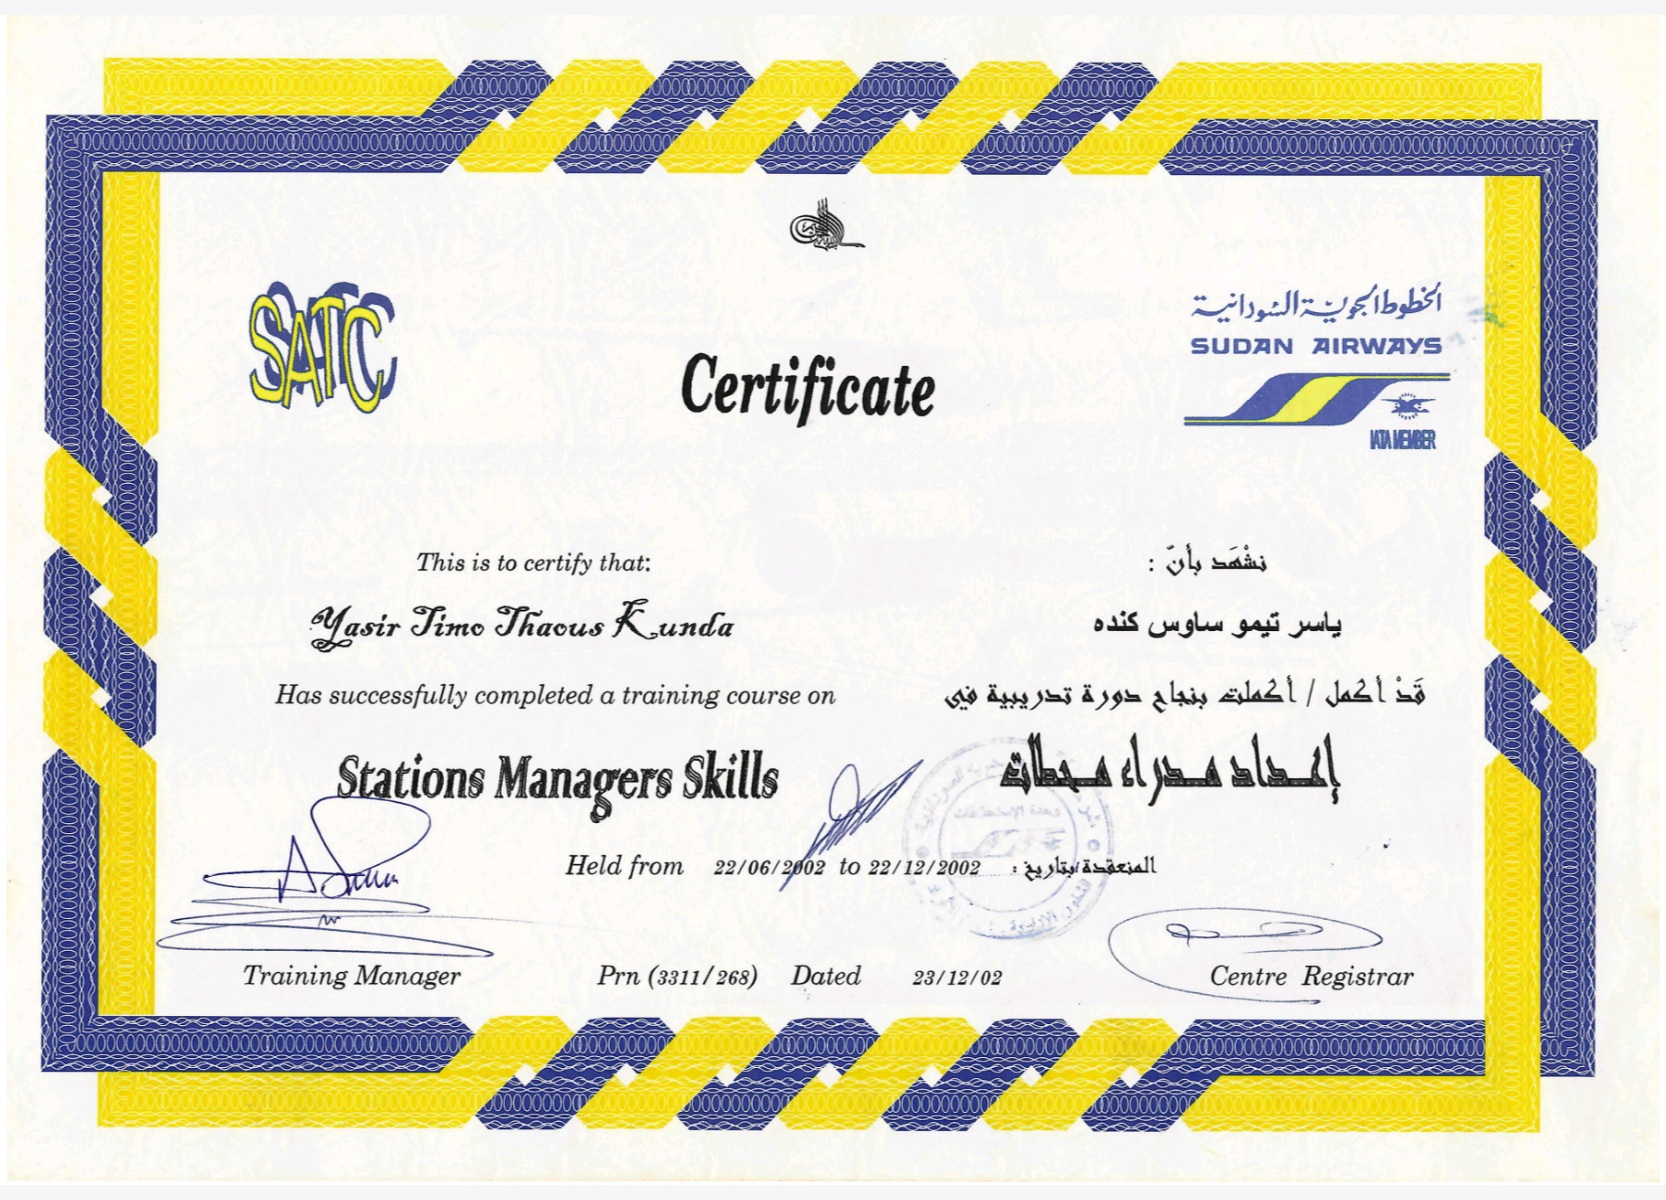 SATC
الخطوط الجوية السودانية
SUDAN AIRWAYS
IATA MEMBER
Certificate
This is to certify that:
نشْهَد بأنّ :
Yasir Timo Thaous Kunda
ياسر تيمو ساوس كنده
Has successfully completed a training course on
قَدْ أكمل / أكملت بنجاح دورة تدريبية في
Stations Managers Skills
إعداد مدراء محطات
Held from 22/06/2002 to 22/12/2002 المنعقدة بتاريخ :
Training Manager
Prn (3311/268) Dated 23/12/02
Centre Registrar